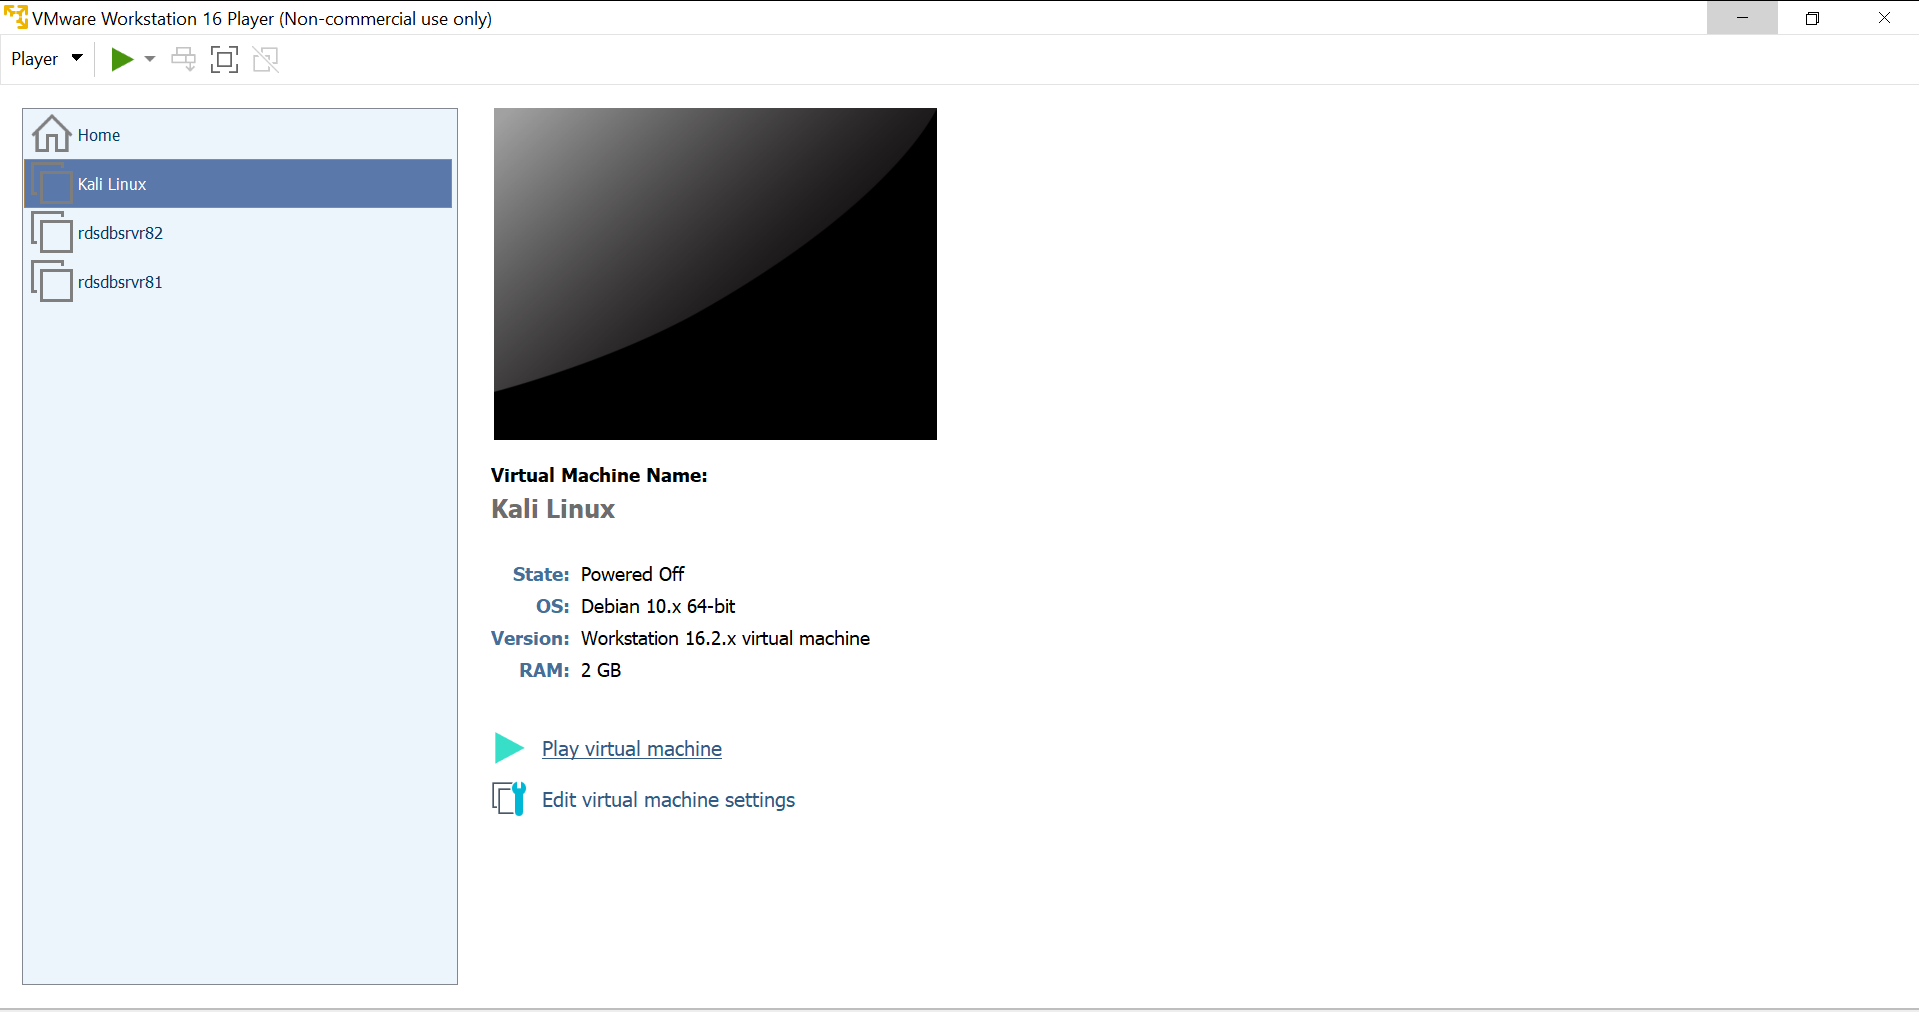 VMware Workstation 16 Player (Non-commercial use only)
Player
Home
Kali Linux
rdsdbsrvr82
rdsdbsrvr81
Virtual Machine Name:
Kali Linux
State: Powered Off
OS: Debian 10.x 64-bit
Version: Workstation 16.2.x virtual machine
RAM: 2 GB
Play virtual machine
Edit virtual machine settings